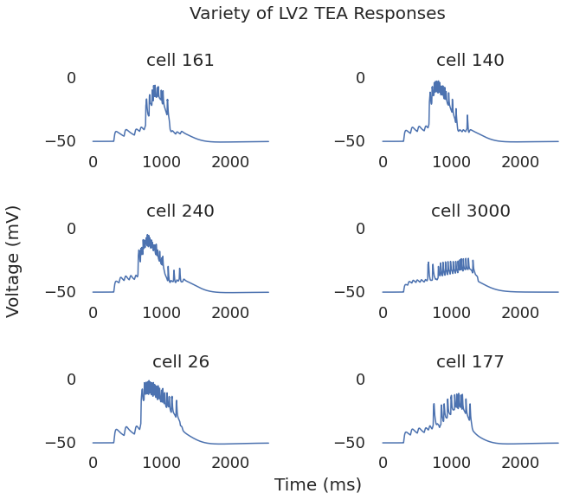 Variety of LV2 TEA Responses
cell 161
cell 140
0
−50
0 1000 2000
0
−50
0 1000 2000
cell 240
cell 3000
0
−50
0 1000 2000
0
−50
0 1000 2000
cell 26
cell 177
0
−50
0 1000 2000
0
−50
0 1000 2000
Voltage (mV)
Time (ms)